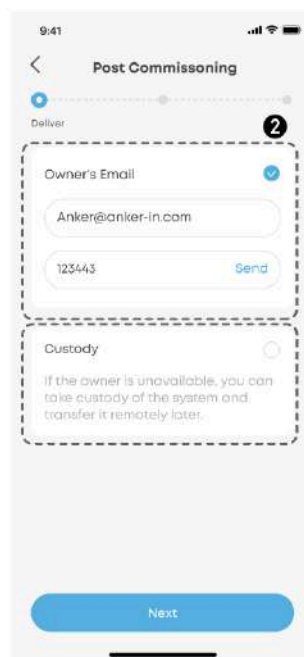 9:41
Post Commissoning
Deliver
2
Owner's Email
Anker@anker-in.com
123443 Send
Custody
If the owner is unavailable, you can
take custody of the system and
transfer it remotely later.
Next